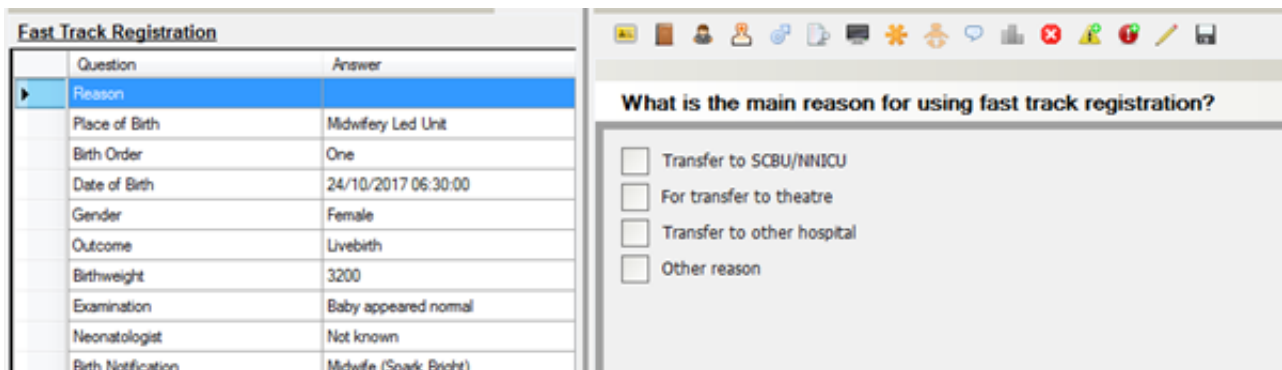 Fast Track Registration
Question Answer
Reason
Place of Birth Midwifery Led Unit
Birth Order One
Date of Birth 24/10/2017 06:30:00
Gender Female
Outcome Livebirth
Birthweight 3200
Examination Baby appeared normal
Neonatologist Not known
Birth Notification Midwife (Spark Bright)
What is the main reason for using fast track registration?
Transfer to SCBU/NNICU
For transfer to theatre
Transfer to other hospital
Other reason